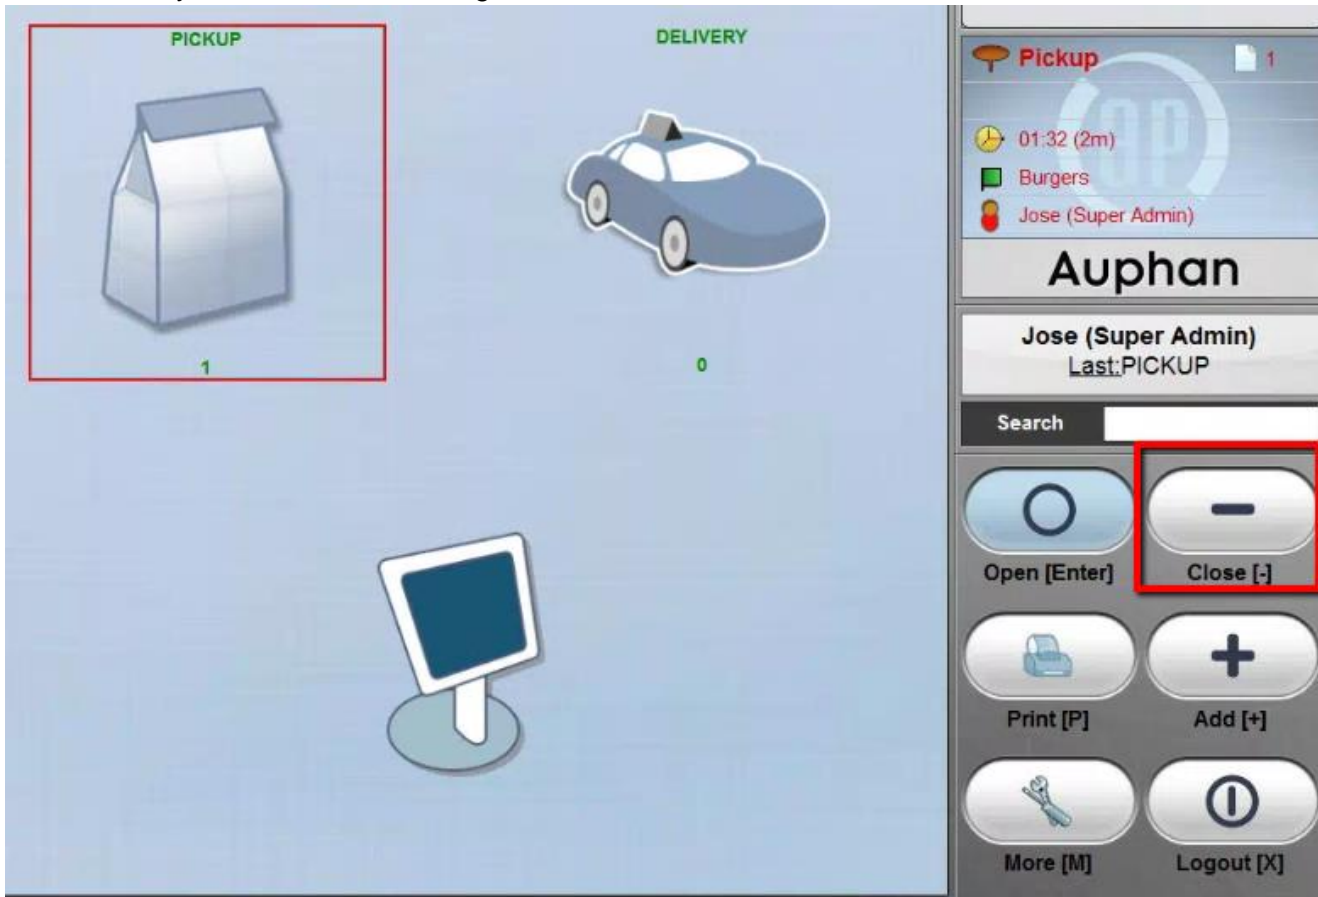 PICKUP
DELIVERY
1
0
Pickup 1
01:32 (2m)
Burgers
Jose (Super Admin)
Auphan
Jose (Super Admin)
Last:PICKUP
Search
Open [Enter]
Close [-]
Print [P]
Add [+]
More [M]
Logout [X]